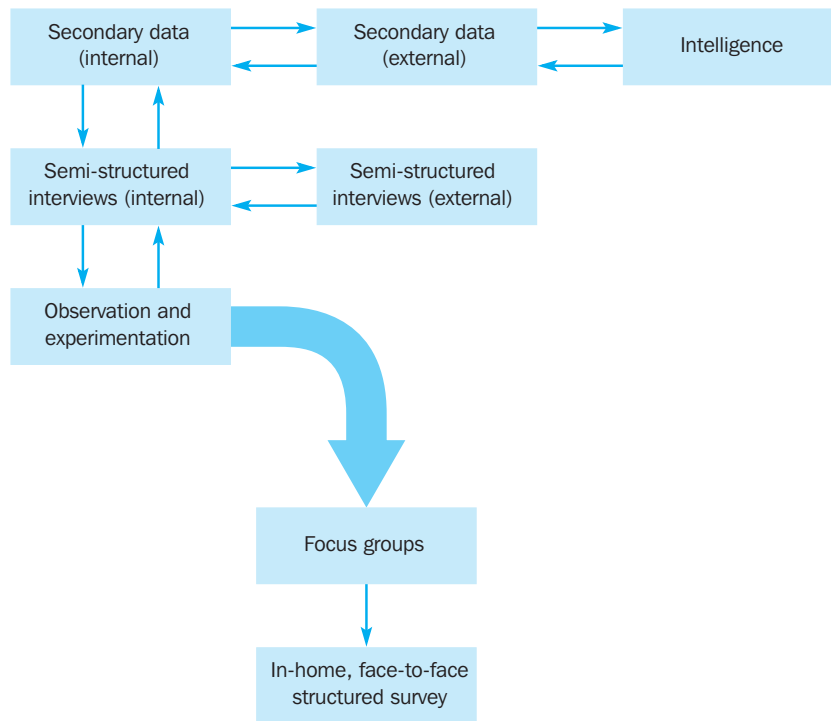 Secondary data
(internal)
Secondary data
(external)
Intelligence
Semi-structured
interviews (internal)
Semi-structured
interviews (external)
Observation and
experimentation
Focus groups
In-home, face-to-face
structured survey